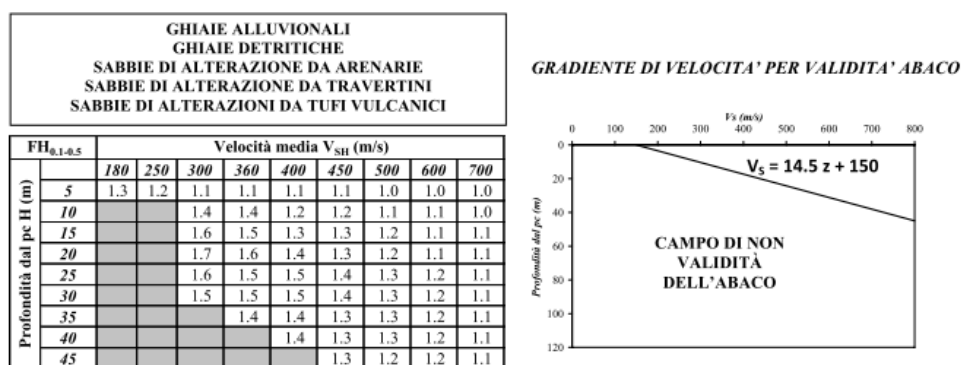 GHIAIE ALLUVIONALI
GHIAIE DETRITICHE
SABBIE DI ALTERAZIONE DA ARENARIE
SABBIE DI ALTERAZIONE DA TRAVERTINI
SABBIE DI ALTERAZIONI DA TUFI VULCANICI
FH0.1-0.5 Velocità media VSH (m/s)
180 250 300 360 400 450 500 600 700
Profondità dal pc H (m)
5 1.3 1.2 1.1 1.1 1.1 1.1 1.0 1.0 1.0
10 1.4 1.4 1.2 1.2 1.1 1.1 1.0
15 1.6 1.5 1.3 1.3 1.2 1.1 1.1
20 1.7 1.6 1.4 1.3 1.2 1.1 1.1
25 1.6 1.5 1.5 1.4 1.3 1.2 1.1
30 1.5 1.5 1.5 1.4 1.3 1.2 1.1
35 1.4 1.4 1.3 1.3 1.2 1.1
40 1.4 1.3 1.3 1.2 1.1
45 1.3 1.2 1.2 1.1
GRADIENTE DI VELOCITA' PER VALIDITA' ABACO
Vs (m/s)
0 100 200 300 400 500 600 700 800
Profondità dal pc (m)
0
20
40
60
80
100
120
VS = 14.5 z + 150
CAMPO DI NON
VALIDITÀ
DELL'ABACO